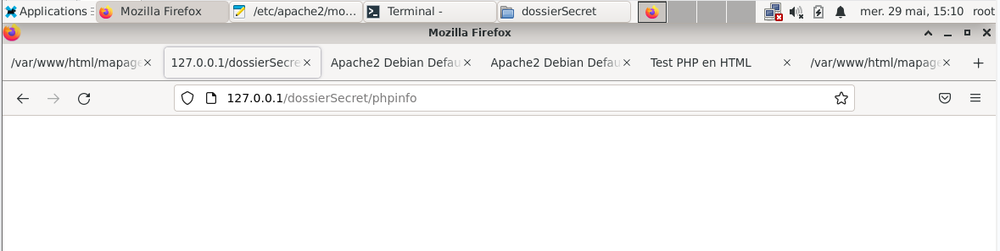 Applications Mozilla Firefox /etc/apache2/mo... Terminal - dossierSecret mer. 29 mai, 15:10 root
Mozilla Firefox
/var/www/html/mapage 127.0.0.1/dossierSecre Apache2 Debian Defau Apache2 Debian Defau Test PHP en HTML /var/www/html/mapage
127.0.0.1/dossierSecret/phpinfo